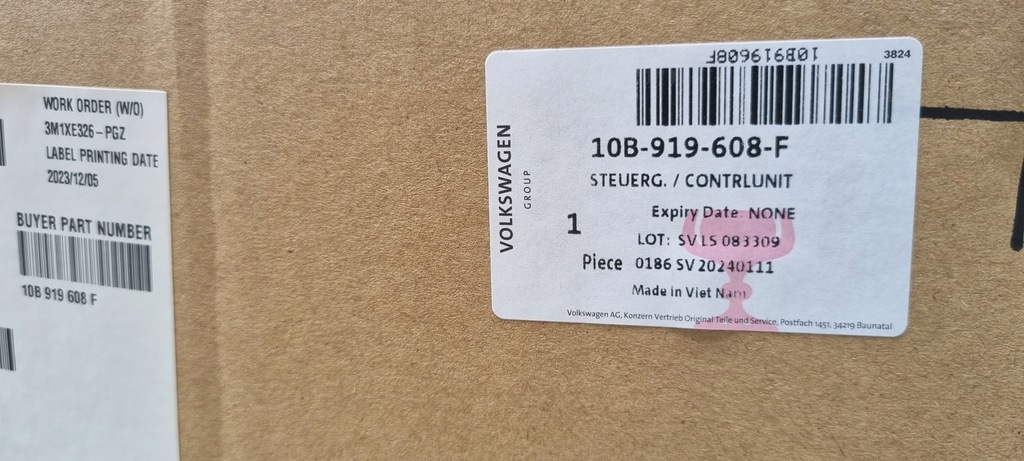 WORK ORDER (W/O)
3M1XE326-PGZ
LABEL PRINTING DATE
2023/12/05
BUYER PART NUMBER
10B 919 608 F
10B919608F
3824
VOLKSWAGEN
GROUP
10B-919-608-F
STEUERG. / CONTRLUNIT
Expiry Date: NONE
1
LOT: SV LS 083309
Piece 0186 SV 20240111
Made in Viet Nam
Volkswagen AG, Konzern Vertrieb Original Teile und Service, Postfach 1451, 34219 Baunatal